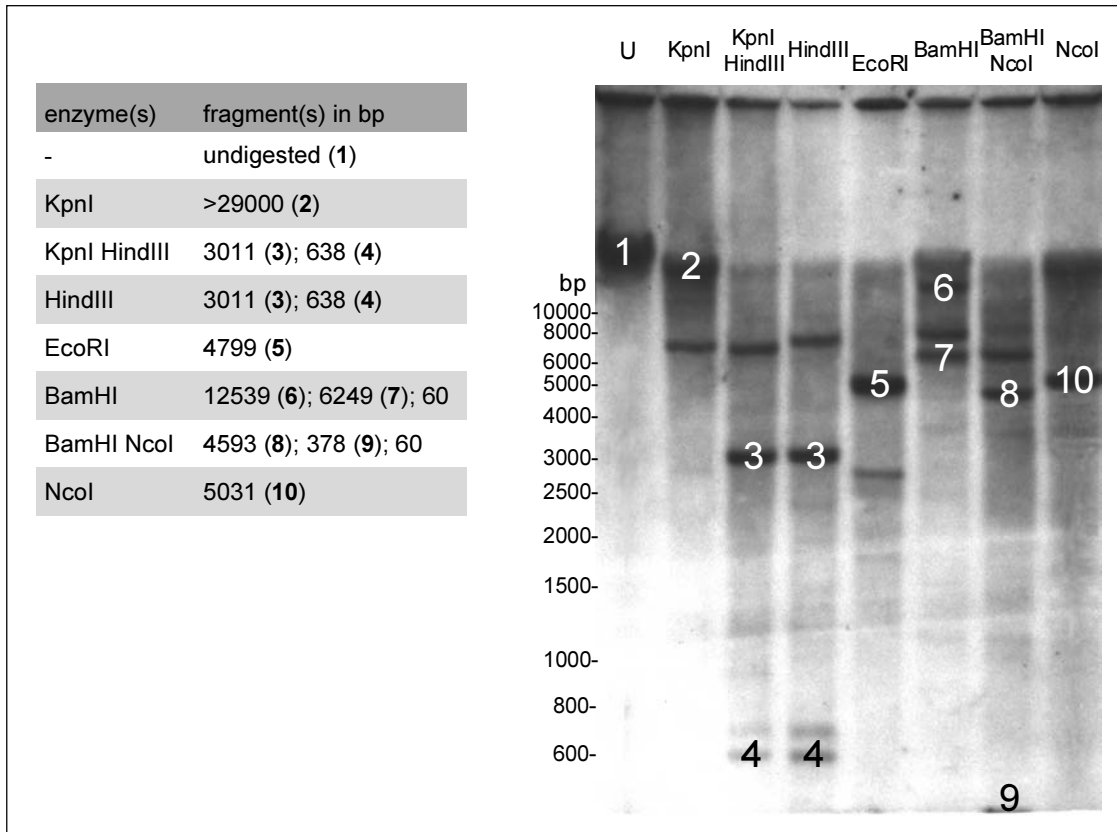 enzyme(s) fragment(s) in bp
- undigested (1)
KpnI >29000 (2)
KpnI HindIII 3011 (3); 638 (4)
HindIII 3011 (3); 638 (4)
EcoRI 4799 (5)
BamHI 12539 (6); 6249 (7); 60
BamHI NcoI 4593 (8); 378 (9); 60
NcoI 5031 (10)
U KpnI KpnI HindIII HindIII EcoRI BamHI BamHI NcoI NcoI
bp
10000-
8000-
6000-
5000-
4000-
3000-
2500-
2000-
1500-
1000-
800-
600-
1 2 6
7
5 8 10
3 3
4 4
9